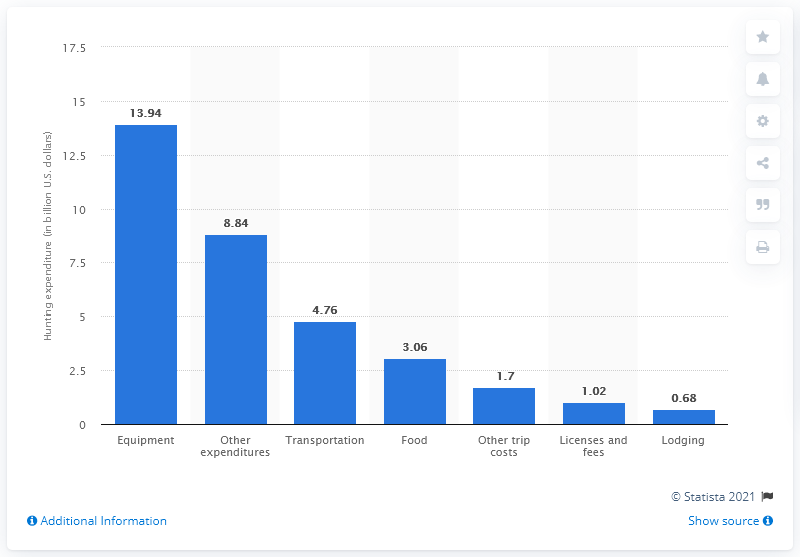 17.5
15
12.5
10
7.5
5
2.5
0
Hunting expenditure (in billion U.S. dollars)
13.94
8.84
4.76
3.06
1.7
1.02
0.68
Equipment
Other
expenditures
Transportation
Food
Other trip
costs
Licenses and
fees
Lodging
© Statista 2021
Additional Information
Show source